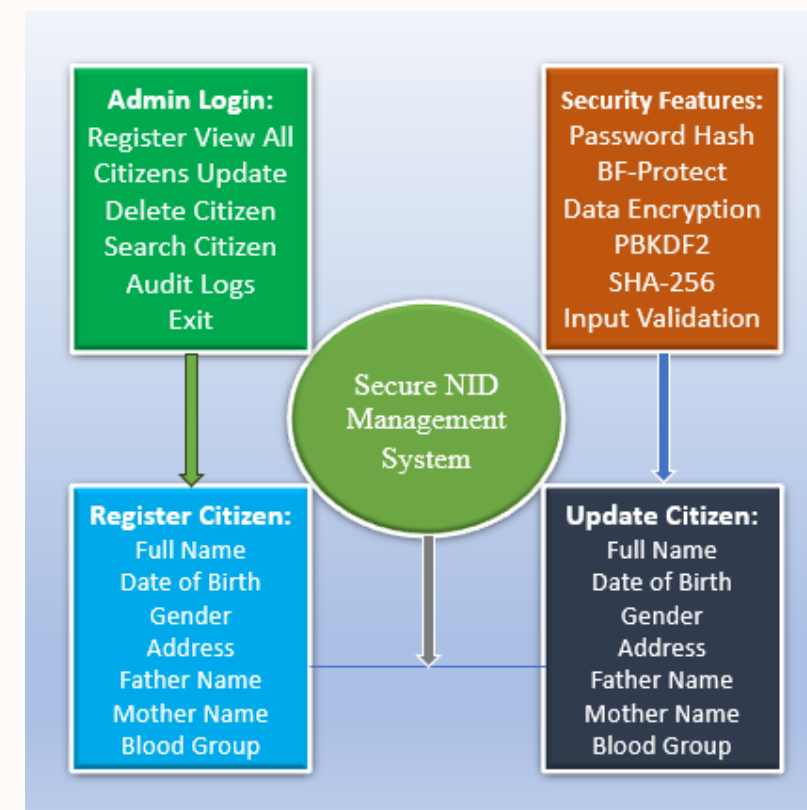 Admin Login:
Register View All
Citizens Update
Delete Citizen
Search Citizen
Audit Logs
Exit
Security Features:
Password Hash
BF-Protect
Data Encryption
PBKDF2
SHA-256
Input Validation
Secure NID
Management
System
Register Citizen:
Full Name
Date of Birth
Gender
Address
Father Name
Mother Name
Blood Group
Update Citizen:
Full Name
Date of Birth
Gender
Address
Father Name
Mother Name
Blood Group